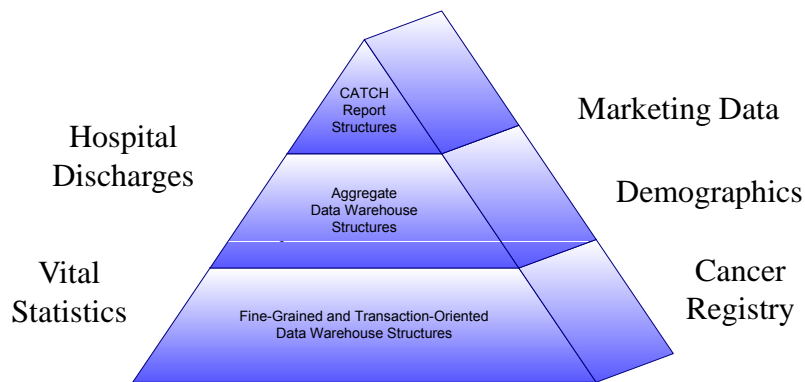 CATCH
Report
Structures
Marketing Data
Hospital
Discharges
Aggregate
Data Warehouse
Structures
Demographics
Vital
Statistics
Fine-Grained and Transaction-Oriented
Data Warehouse Structures
Cancer
Registry